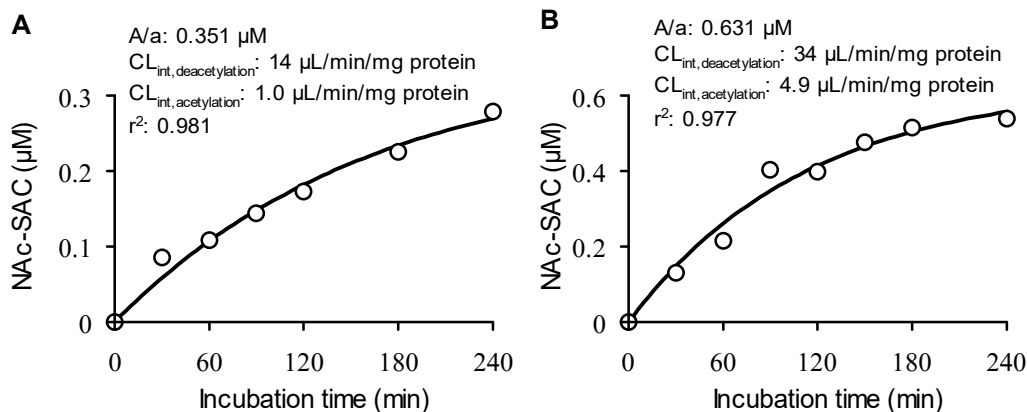 A
A/a: 0.351 µM
CLint,deacetylation: 14 µL/min/mg protein
CLint,acetylation: 1.0 µL/min/mg protein
r²: 0.981
NAc-SAC (µM)
0.3
0.2
0.1
0
0 60 120 180 240
Incubation time (min)
B
A/a: 0.631 µM
CLint,deacetylation: 34 µL/min/mg protein
CLint,acetylation: 4.9 µL/min/mg protein
r²: 0.977
NAc-SAC (µM)
0.6
0.4
0.2
0
0 60 120 180 240
Incubation time (min)